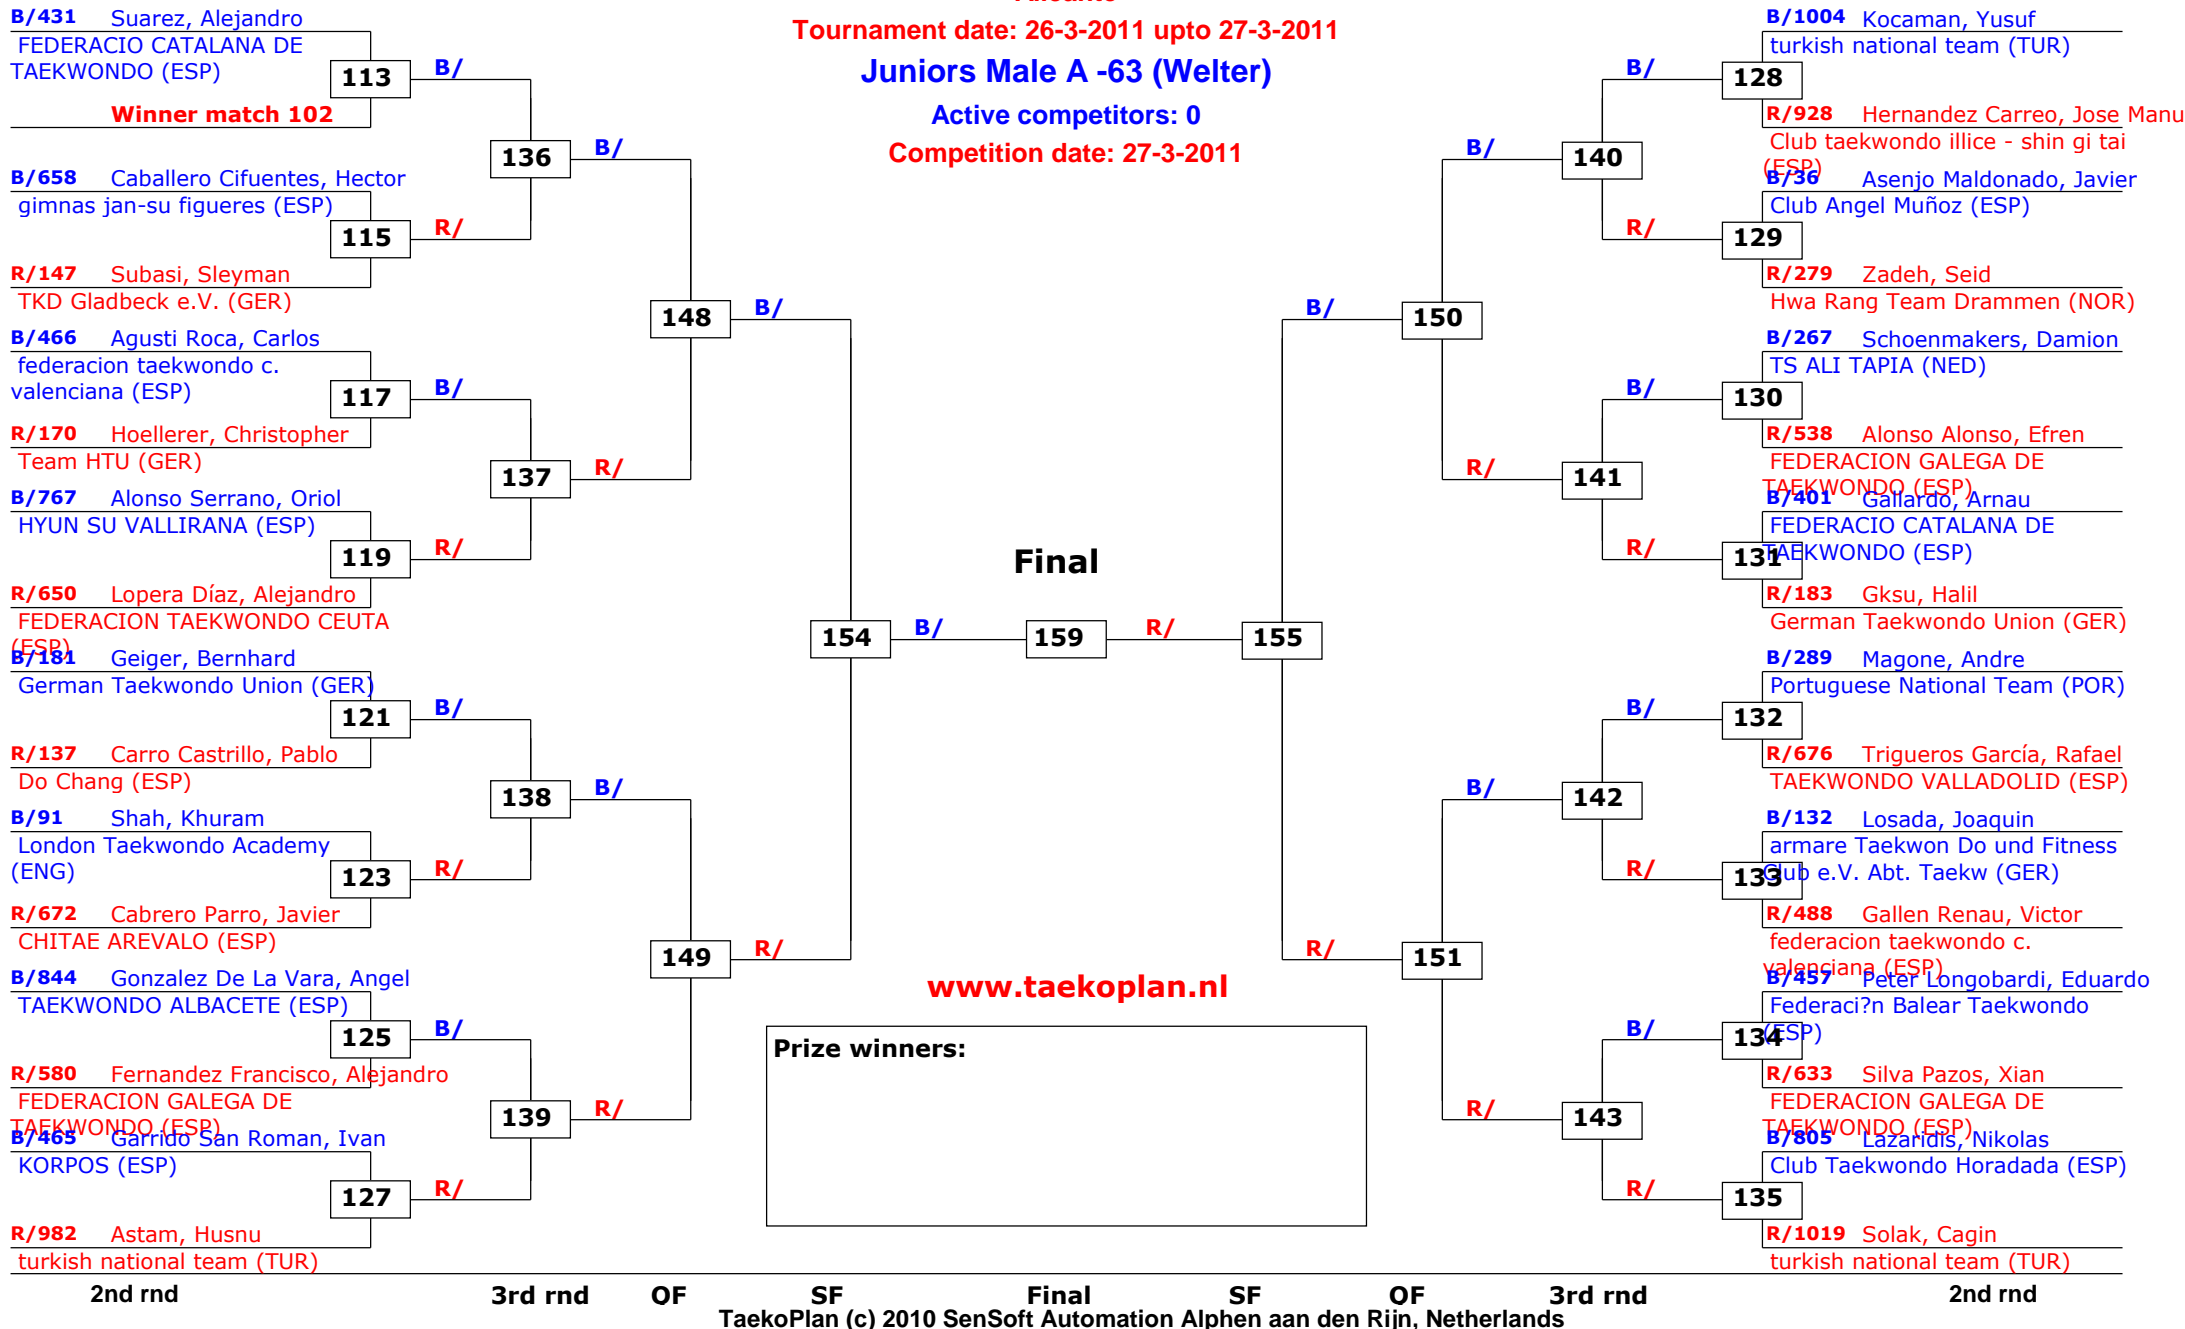 Tournament date: 26-3-2011 upto 27-3-2011
Juniors Male A -63 (Welter)
Active competitors: 0
Competition date: 27-3-2011
B/431 Suarez, Alejandro
FEDERACIO CATALANA DE
TAEKWONDO (ESP)
113
B/
Winner match 102
136
B/
B/658 Caballero Cifuentes, Hector
gimnas jan-su figueres (ESP)
115
R/
R/147 Subasi, Sleyman
TKD Gladbeck e.V. (GER)
148
B/
B/466 Agusti Roca, Carlos
federacion taekwondo c.
valenciana (ESP)
117
B/
R/170 Hoellerer, Christopher
Team HTU (GER)
137
R/
B/767 Alonso Serrano, Oriol
HYUN SU VALLIRANA (ESP)
119
R/
R/650 Lopera Díaz, Alejandro
FEDERACION TAEKWONDO CEUTA
(ESP)
154
B/
B/181 Geiger, Bernhard
German Taekwondo Union (GER)
121
B/
R/137 Carro Castrillo, Pablo
Do Chang (ESP)
138
B/
B/91 Shah, Khuram
London Taekwondo Academy
(ENG)
123
R/
R/672 Cabrero Parro, Javier
CHITAE AREVALO (ESP)
149
R/
B/844 Gonzalez De La Vara, Angel
TAEKWONDO ALBACETE (ESP)
125
B/
R/580 Fernandez Francisco, Alejandro
FEDERACION GALEGA DE
TAEKWONDO (ESP)
139
R/
B/465 Garrido San Roman, Ivan
KORPOS (ESP)
127
R/
R/982 Astam, Husnu
turkish national team (TUR)
Final
159
R/
www.taekoplan.nl
Prize winners:
B/1004 Kocaman, Yusuf
turkish national team (TUR)
B/
128
R/928 Hernandez Carreo, Jose Manu
Club taekwondo illice - shin gi tai
(ESP)
B/
140
B/36 Asenjo Maldonado, Javier
Club Angel Muñoz (ESP)
R/
129
R/279 Zadeh, Seid
Hwa Rang Team Drammen (NOR)
B/
150
B/267 Schoenmakers, Damion
TS ALI TAPIA (NED)
B/
130
R/538 Alonso Alonso, Efren
FEDERACION GALEGA DE
TAEKWONDO (ESP)
R/
141
B/401 Gallardo, Arnau
FEDERACIO CATALANA DE
TAEKWONDO (ESP)
R/
131
R/183 Gksu, Halil
German Taekwondo Union (GER)
155
B/289 Magone, Andre
Portuguese National Team (POR)
B/
132
R/676 Trigueros García, Rafael
TAEKWONDO VALLADOLID (ESP)
B/
142
B/132 Losada, Joaquin
armare Taekwon Do und Fitness
Club e.V. Abt. Taekw (GER)
R/
133
R/488 Gallen Renau, Victor
federacion taekwondo c.
valenciana (ESP)
R/
151
B/457 Peter Longobardi, Eduardo
Federaci?n Balear Taekwondo
(ESP)
B/
134
R/633 Silva Pazos, Xian
FEDERACION GALEGA DE
TAEKWONDO (ESP)
R/
143
B/805 Lazaridis, Nikolas
Club Taekwondo Horadada (ESP)
R/
135
R/1019 Solak, Cagin
turkish national team (TUR)
2nd rnd 3rd rnd QF SF Final SF QF 3rd rnd 2nd rnd
TaekoPlan (c) 2010 SenSoft Automation Alphen aan den Rijn, Netherlands